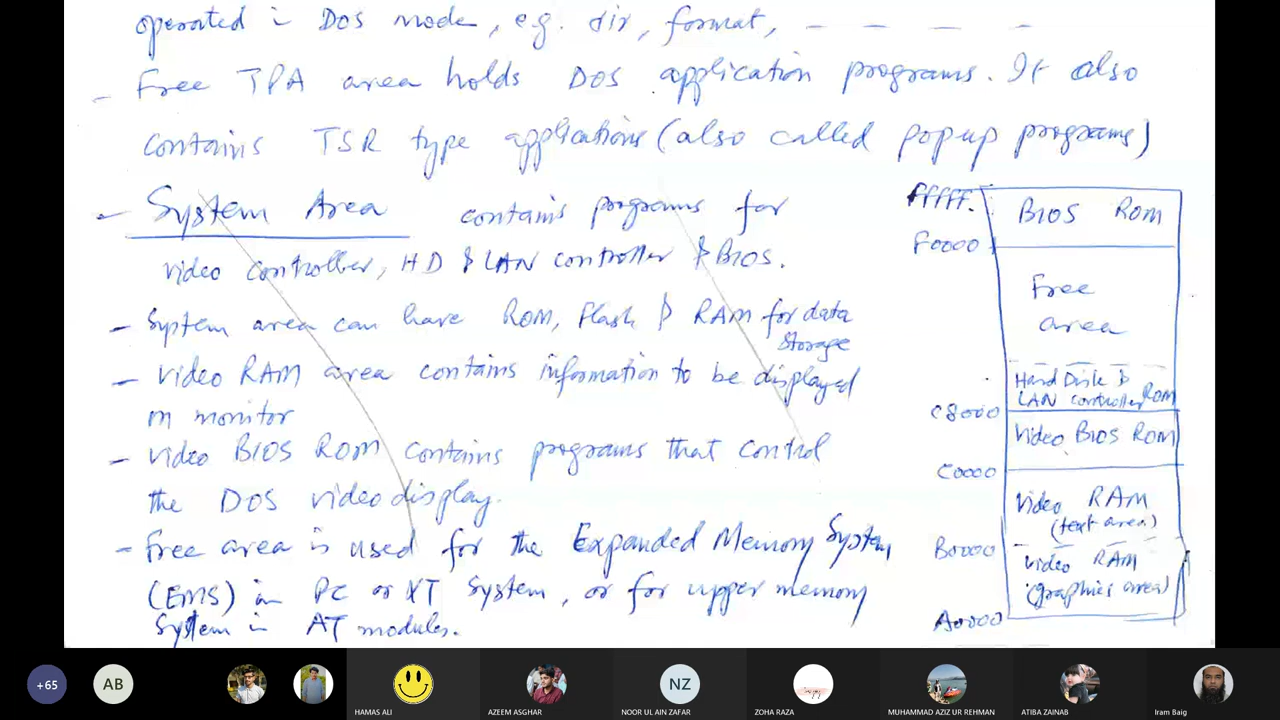 operated in DOS mode, e.g. dir, format, — — — —
- Free TPA area holds DOS application programs. It also
contains TSR type applications (also called popup programs)
- System Area contains programs for
video controller, HD & LAN controller & BIOS.
- System area can have ROM, Flash & RAM for data
storage
- Video RAM area contains information to be displayed
on monitor
- Video BIOS ROM contains programs that control
the DOS video display.
- Free area is used for the Expanded Memory System
(EMS) in PC or XT System, or for upper memory
System in AT modules.
FFFFF
BIOS ROM
F0000
Free
area
Hard Disk &
LAN controller ROM
C8000
Video BIOS ROM
C0000
Video RAM
(text area)
B0000
Video RAM
(graphics area)
A0000
+65
AB
HAMAS ALI
AZEEM ASGHAR
NZ
NOOR UL AIN ZAFAR
ZOHA RAZA
MUHAMMAD AZIZ UR REHMAN
ATIBA ZAINAB
Iram Baig